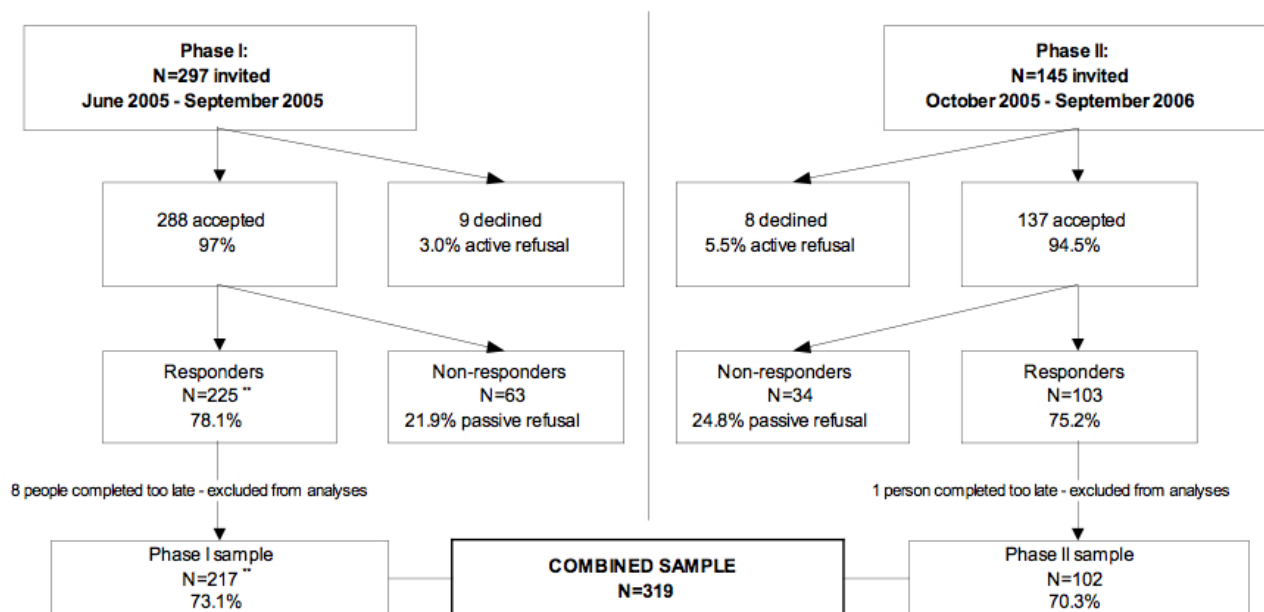 Phase I:
N=297 invited
June 2005 - September 2005
Phase II:
N=145 invited
October 2005 - September 2006
288 accepted
97%
9 declined
3.0% active refusal
8 declined
5.5% active refusal
137 accepted
94.5%
Responders
N=225 **
78.1%
Non-responders
N=63
21.9% passive refusal
Non-responders
N=34
24.8% passive refusal
Responders
N=103
75.2%
8 people completed too late - excluded from analyses
1 person completed too late - excluded from analyses
Phase I sample
N=217 **
73.1%
COMBINED SAMPLE
N=319
Phase II sample
N=102
70.3%